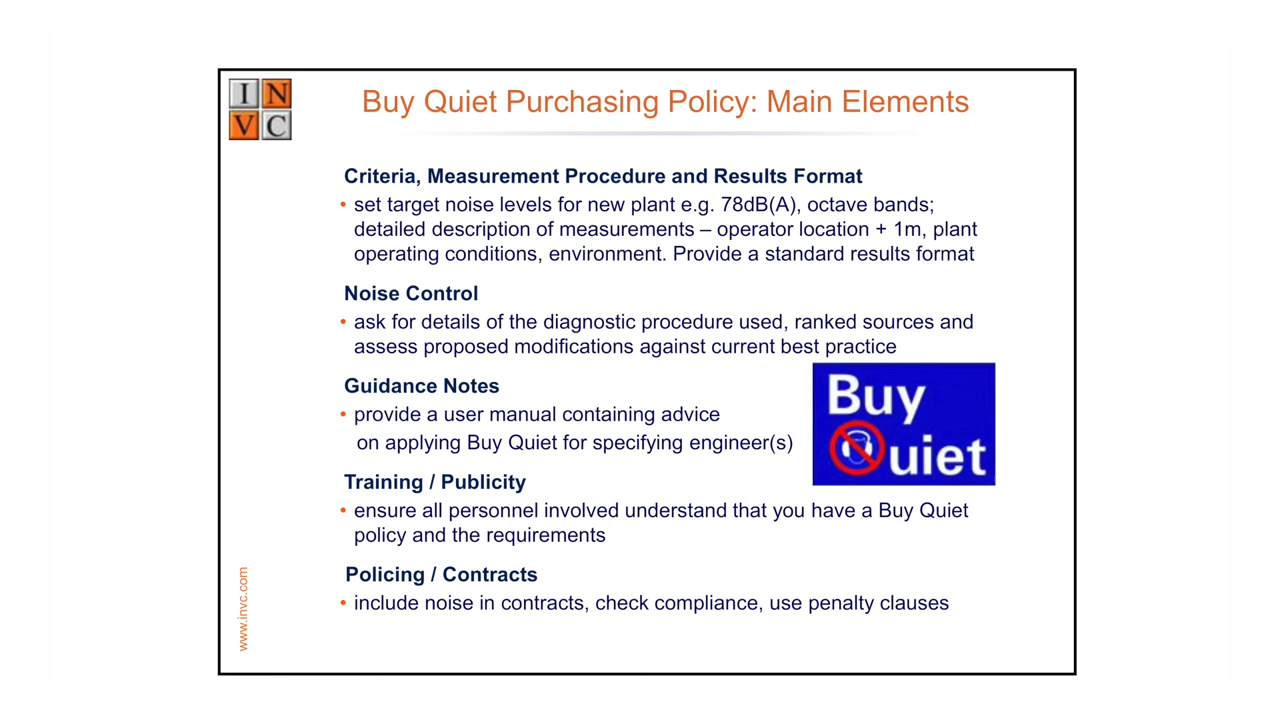 I N
V C
Buy Quiet Purchasing Policy: Main Elements
Criteria, Measurement Procedure and Results Format
• set target noise levels for new plant e.g. 78dB(A), octave bands;
detailed description of measurements – operator location + 1m, plant
operating conditions, environment. Provide a standard results format
Noise Control
• ask for details of the diagnostic procedure used, ranked sources and
assess proposed modifications against current best practice
Guidance Notes
• provide a user manual containing advice
on applying Buy Quiet for specifying engineer(s)
Buy
Quiet
Training / Publicity
• ensure all personnel involved understand that you have a Buy Quiet
policy and the requirements
Policing / Contracts
• include noise in contracts, check compliance, use penalty clauses
www.invc.com